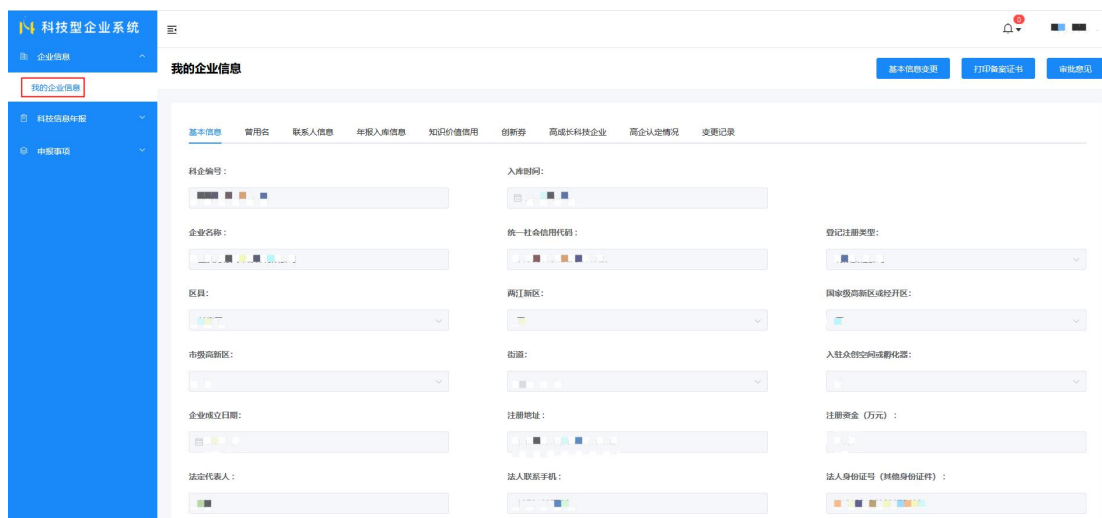 科技型企业系统
企业信息
我的企业信息
科技信息年报
申报事项
0
我的企业信息
基本信息变更 打印备案证书 审批意见
基本信息 曾用名 联系人信息 年报入库信息 知识价值信用 创新券 高成长科技企业 高企认定情况 变更记录
科企编号： 入库时间：
企业名称： 统一社会信用代码： 登记注册类型：
区县： 两江新区： 国家级高新区或经开区：
市级高新区： 街道： 入驻众创空间或孵化器：
企业成立日期： 注册地址： 注册资金（万元）：
法定代表人： 法人联系手机： 法人身份证号（其他身份证件）：